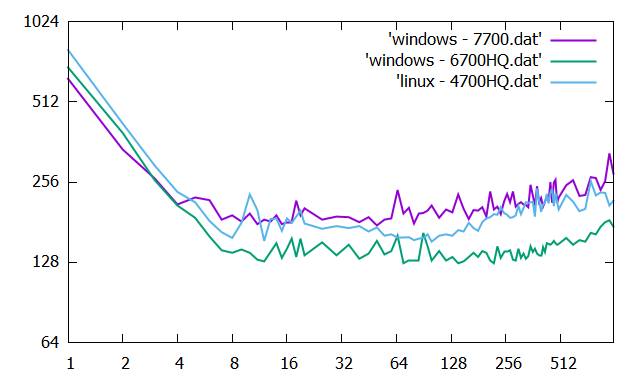 1024
'windows - 7700.dat'
'windows - 6700HQ.dat'
'linux - 4700HQ.dat'
512
256
128
64
1 2 4 8 16 32 64 128 256 512